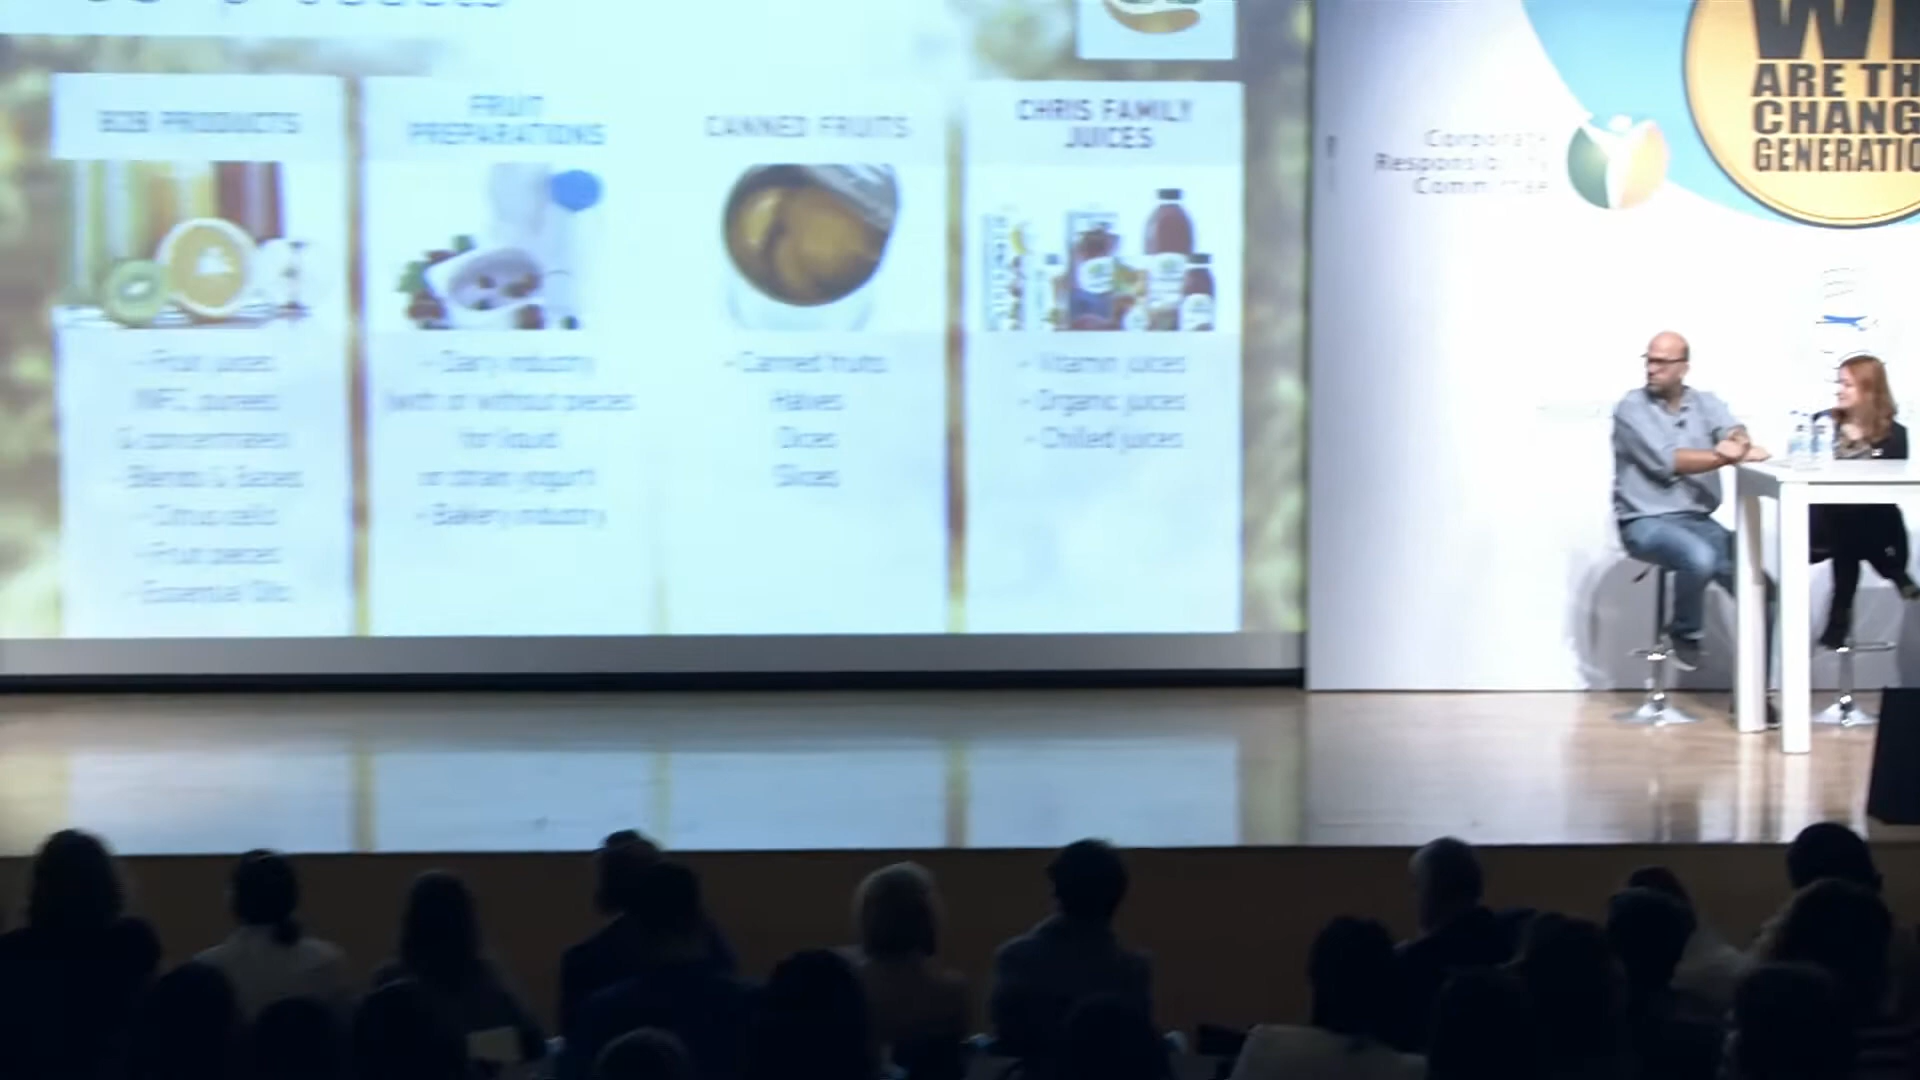 B2B PRODUCTS
- Fruit juices
NFC, purees
& concentrates
- Blends & Bases
- Citrus cells
- Fruit pieces
- Essential Oils
FRUIT
PREPARATIONS
- Dairy industry
(with or without pieces
for liquid
or strain yogurt
- Bakery industry
CANNED FRUITS
- Canned fruits
Halves
Dices
Slices
CHRIS FAMILY
JUICES
- Vitamin juices
- Organic juices
- Chilled juices
Corporate
Responsibility
Committee
ARE TH
CHANG
GENERATIO